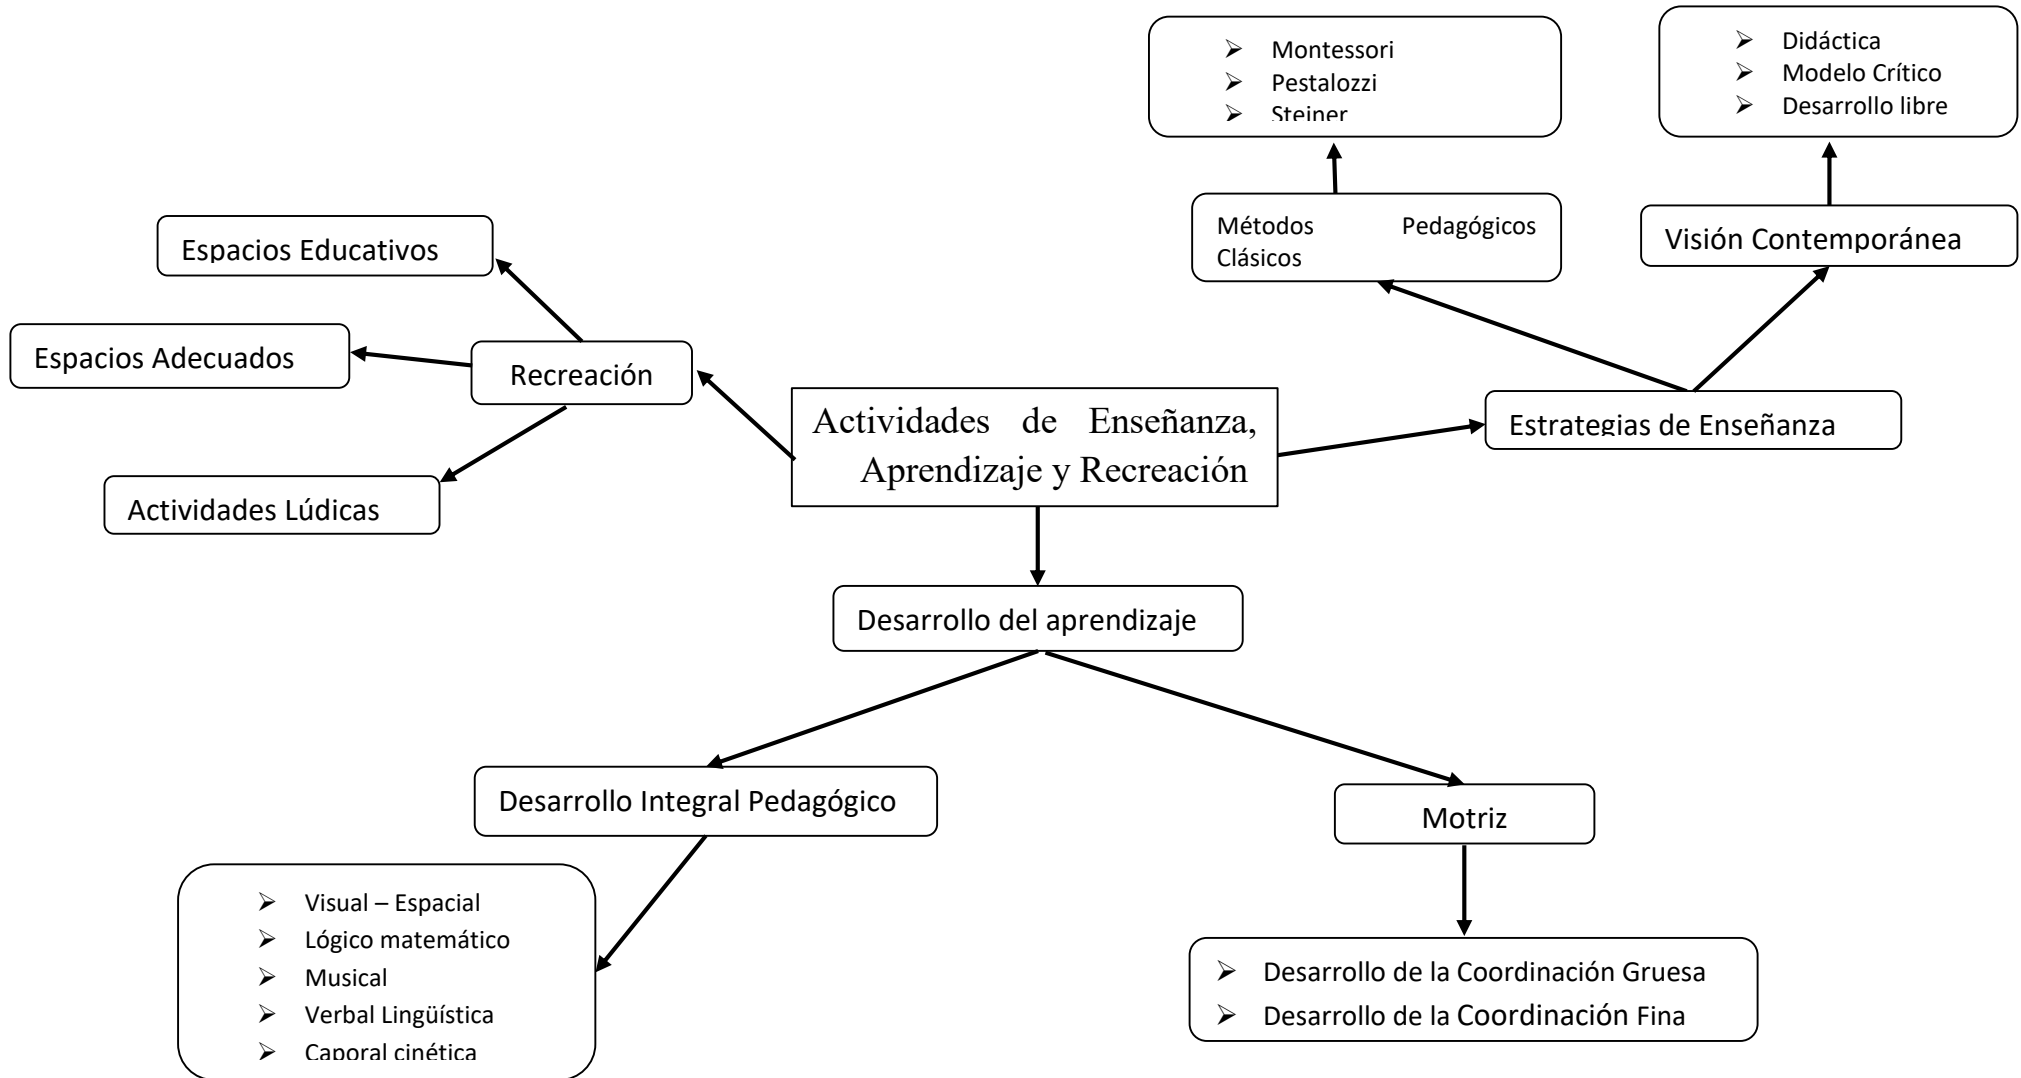 Montessori
Pestalozzi
Steiner
Didáctica
Modelo Crítico
Desarrollo libre
Métodos Pedagógicos
Clásicos
Visión Contemporánea
Espacios Educativos
Espacios Adecuados
Recreación
Actividades Lúdicas
Actividades de Enseñanza,
Aprendizaje y Recreación
Estrategias de Enseñanza
Desarrollo del aprendizaje
Desarrollo Integral Pedagógico
Motriz
Visual – Espacial
Lógico matemático
Musical
Verbal Lingüística
Caporal cinética
Desarrollo de la Coordinación Gruesa
Desarrollo de la Coordinación Fina